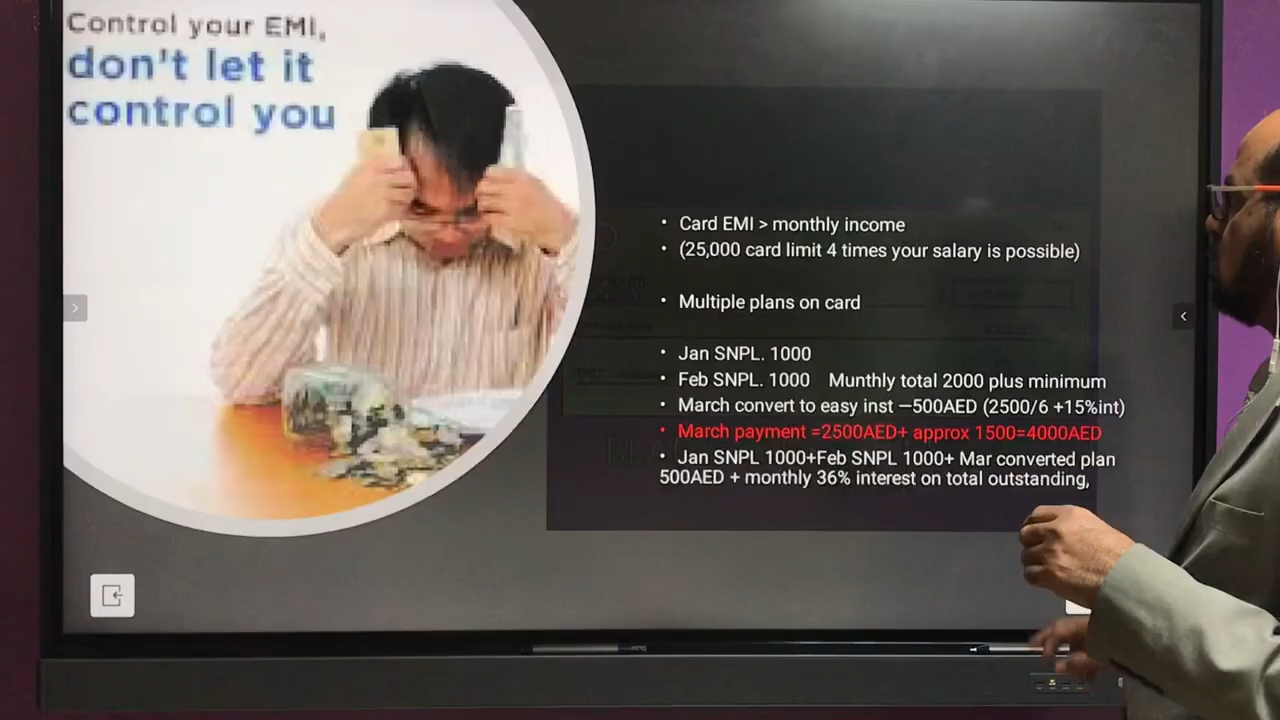 Control your EMI,
don't let it
control you
• Card EMI > monthly income
• (25,000 card limit 4 times your salary is possible)
• Multiple plans on card
• Jan SNPL. 1000
• Feb SNPL. 1000 Munthly total 2000 plus minimum
• March convert to easy inst –500AED (2500/6 +15%int)
• March payment =2500AED+ approx 1500=4000AED
• Jan SNPL 1000+Feb SNPL 1000+ Mar converted plan
500AED + monthly 36% interest on total outstanding,